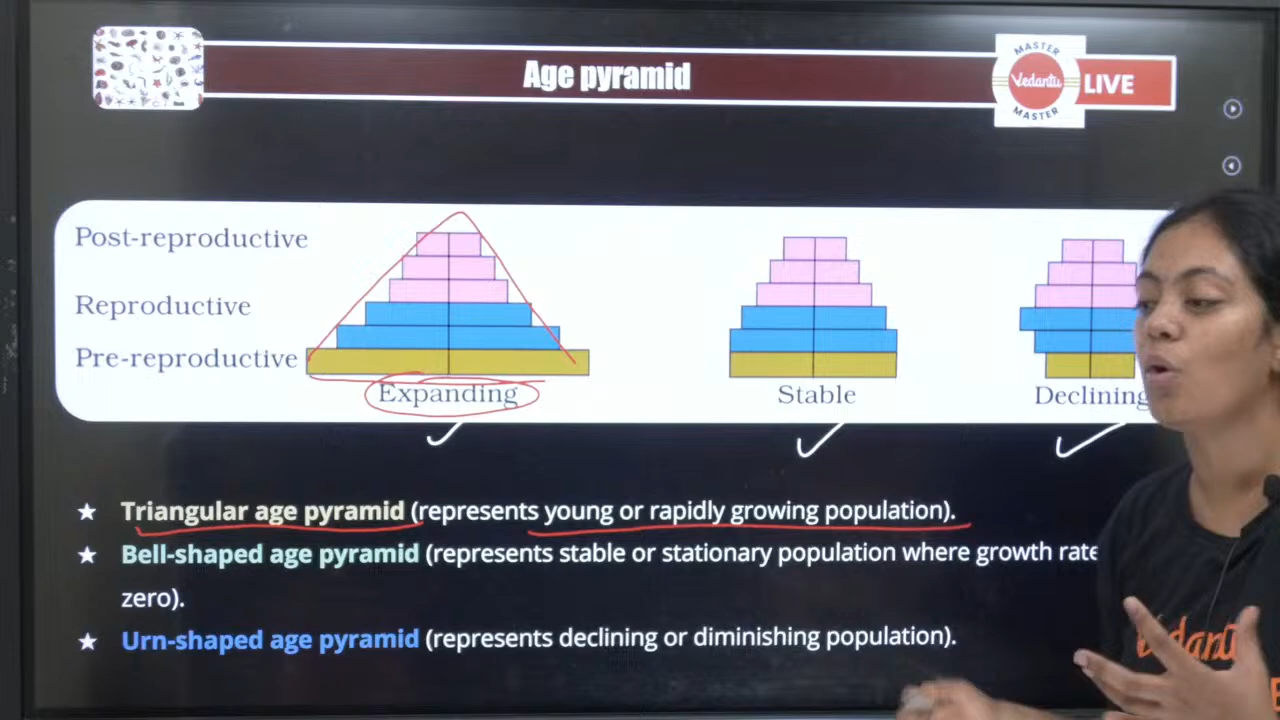 Age pyramid
MASTER
Vedantu
MASTER
LIVE
Post-reproductive
Reproductive
Pre-reproductive
Expanding
Stable
Declining
★ Triangular age pyramid (represents young or rapidly growing population).
★ Bell-shaped age pyramid (represents stable or stationary population where growth rate
zero).
★ Urn-shaped age pyramid (represents declining or diminishing population).
Vedantu